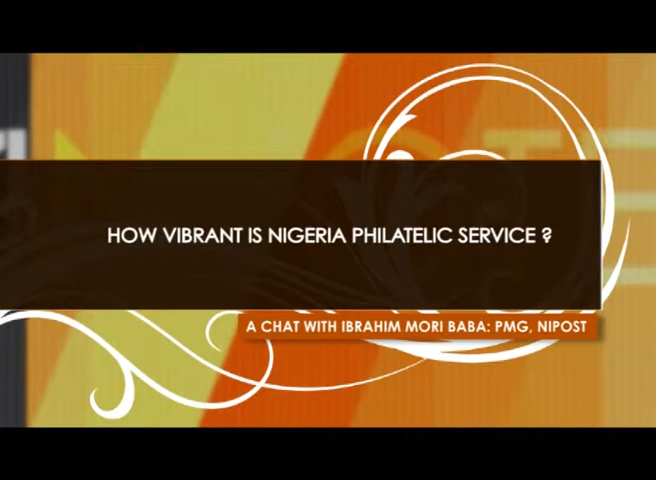 HOW VIBRANT IS NIGERIA PHILATELIC SERVICE ?
A CHAT WITH IBRAHIM MORI BABA: PMG, NIPOST